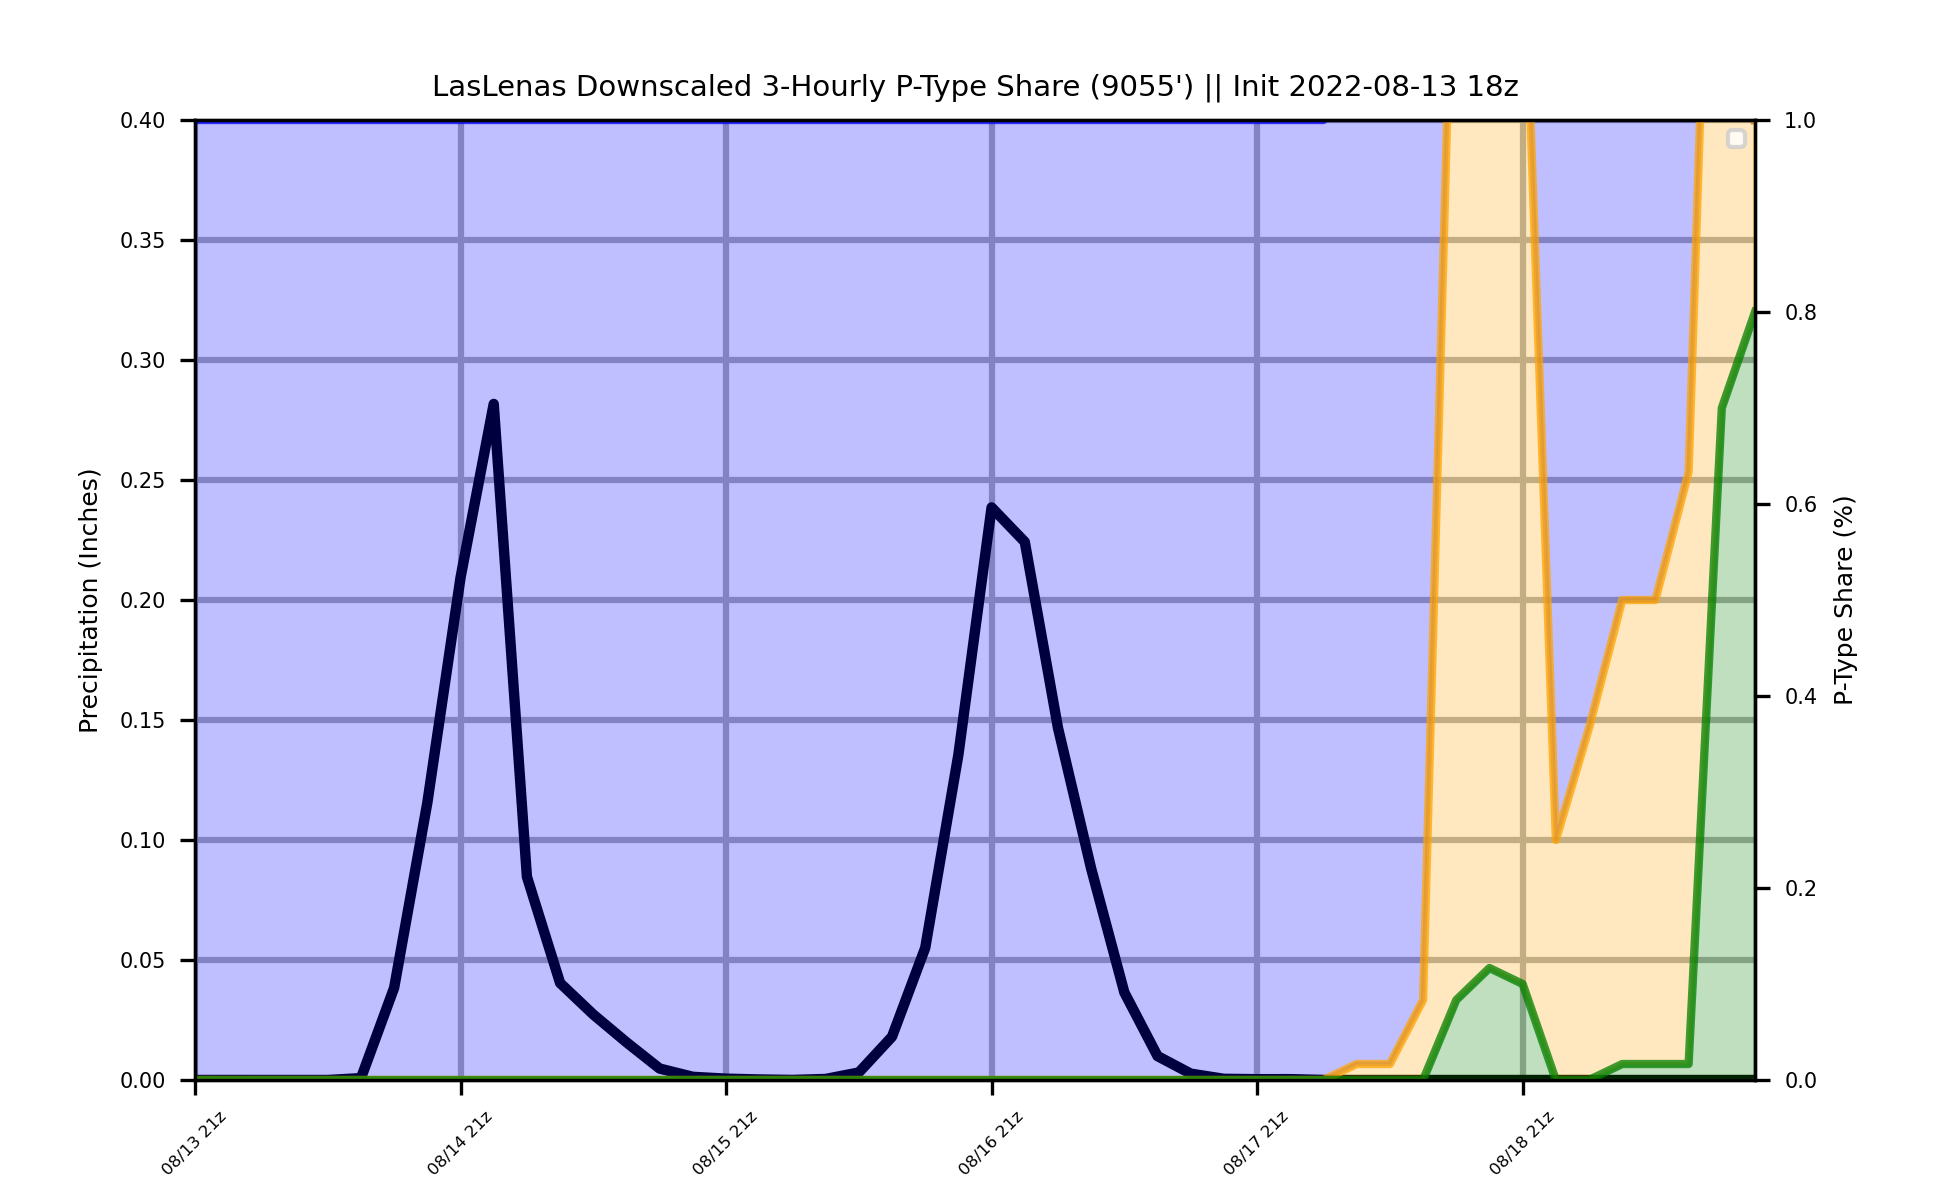 LasLenas Downscaled 3-Hourly P-Type Share (9055') || Init 2022-08-13 18z
Precipitation (Inches)
0.40
0.35
0.30
0.25
0.20
0.15
0.10
0.05
0.00
1.0
0.8
0.6
0.4
0.2
0.0
P-Type Share (%)
08/13 21z
08/14 21z
08/15 21z
08/16 21z
08/17 21z
08/18 21z